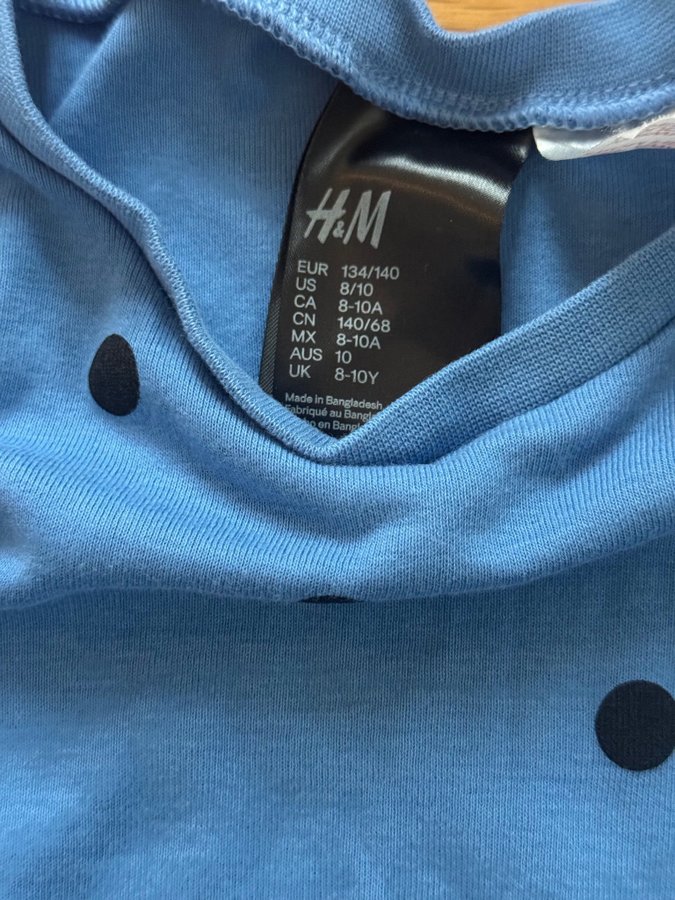 H&M
EUR 134/140
US 8/10
CA 8-10A
CN 140/68
MX 8-10A
AUS 10
UK 8-10Y
Made in Bangladesh
Fabriqué au
en